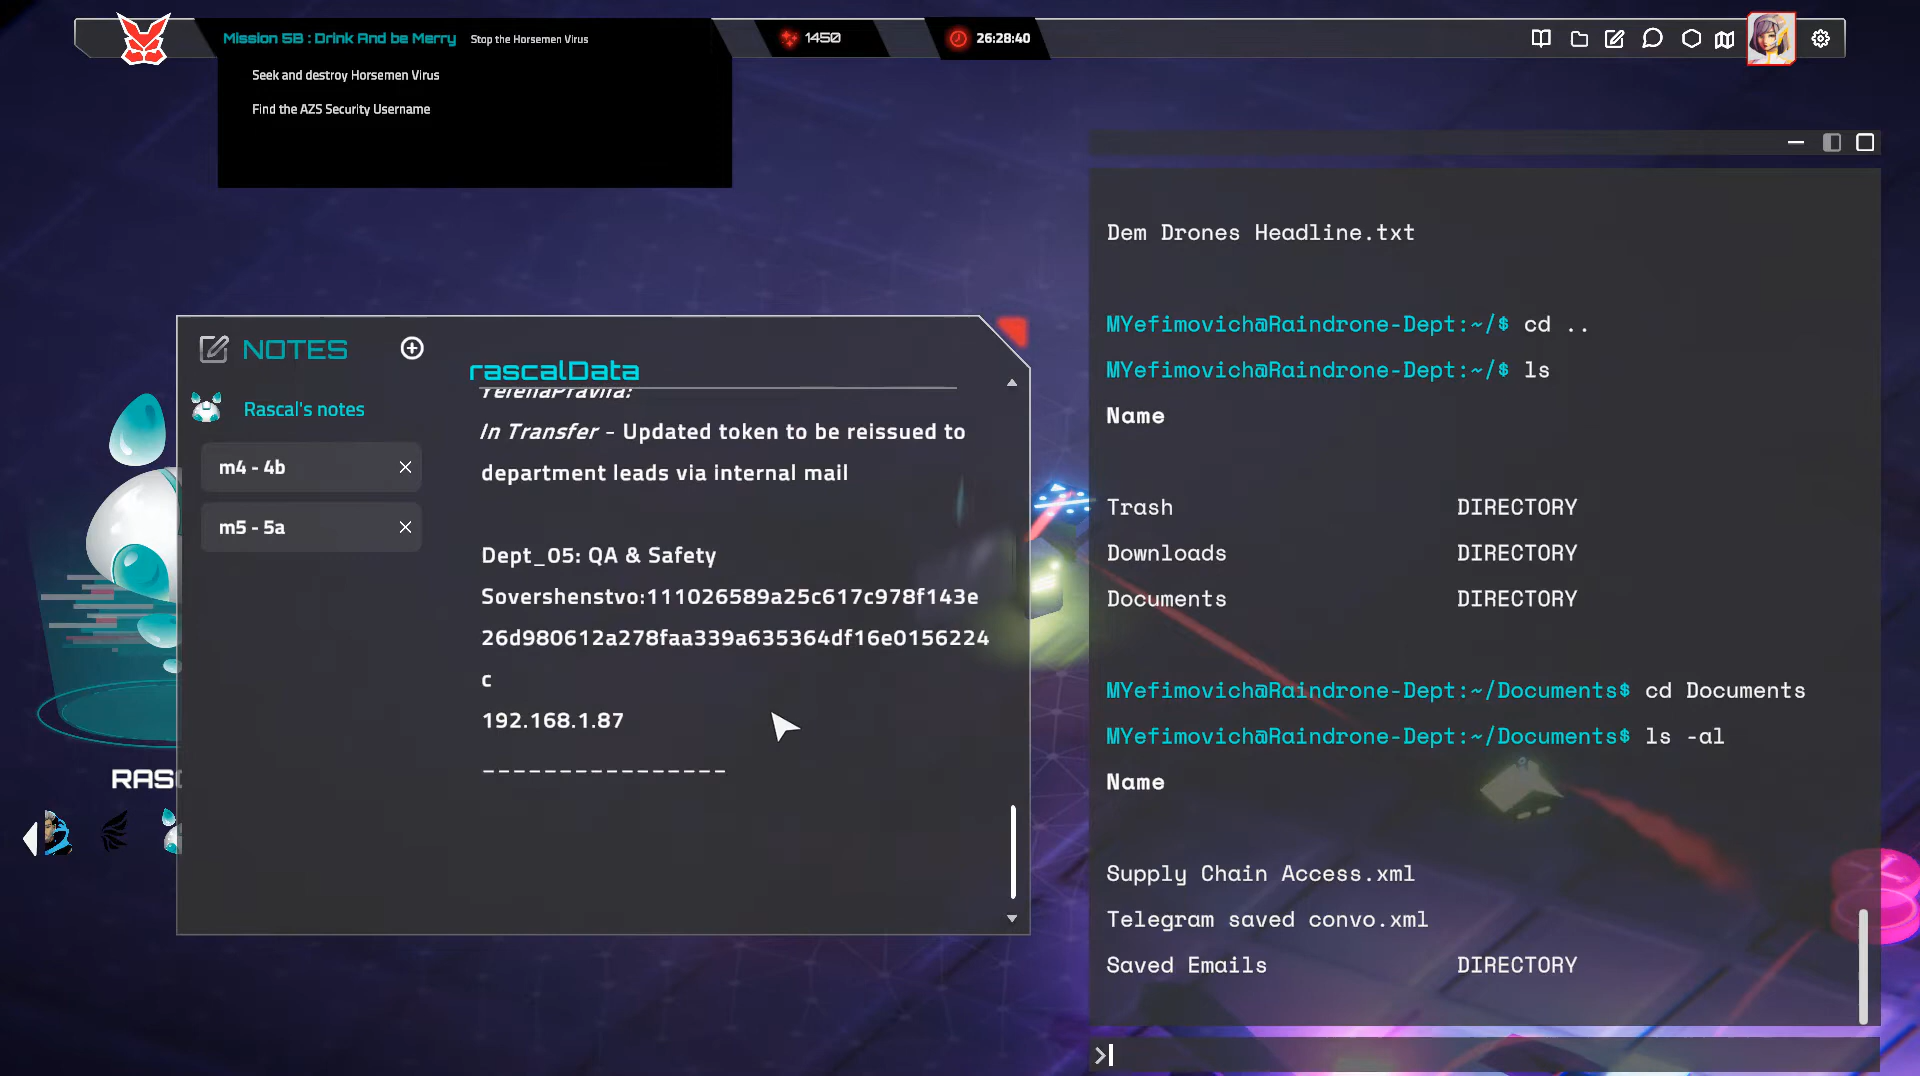 Mission 5B : Drink And be Merry Stop the Horsemen Virus
Seek and destroy Horsemen Virus
Find the AZS Security Username
1450
26:28:40
NOTES
Rascal's notes
m4 - 4b
m5 - 5a
rascalData
YelenaPravila:
In Transfer - Updated token to be reissued to
department leads via internal mail
Dept_05: QA & Safety
Sovershenstvo:111026589a25c617c978f143e
26d980612a278faa339a635364df16e0156224
c
192.168.1.87
----------------
RAS
Dem Drones Headline.txt
MYefimovich@Raindrone-Dept:~/$ cd ..
MYefimovich@Raindrone-Dept:~/$ ls
Name
Trash DIRECTORY
Downloads DIRECTORY
Documents DIRECTORY
MYefimovich@Raindrone-Dept:~/Documents$ cd Documents
MYefimovich@Raindrone-Dept:~/Documents$ ls -al
Name
Supply Chain Access.xml
Telegram saved convo.xml
Saved Emails DIRECTORY
>